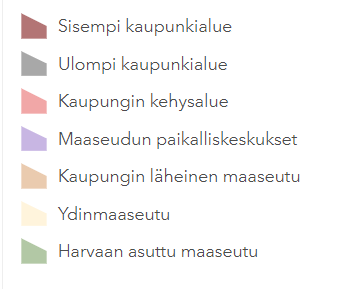 Sisempi kaupunkialue
Ulompi kaupunkialue
Kaupungin kehysalue
Maaseudun paikalliskeskukset
Kaupungin läheinen maaseutu
Ydinmaaseutu
Harvaan asuttu maaseutu